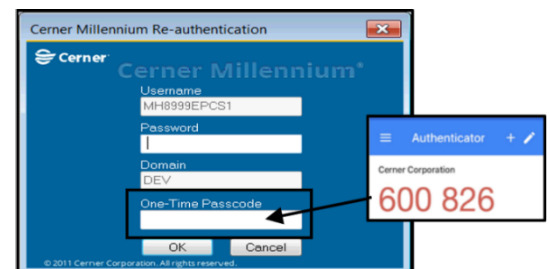 Cerner Millennium Re-authentication
Cerner
Cerner Millennium®
Username
MH8999EPCS1
Password
Domain
DEV
One-Time Passcode
OK Cancel
© 2011 Cerner Corporation. All rights reserved.
Authenticator
Cerner Corporation
600 826